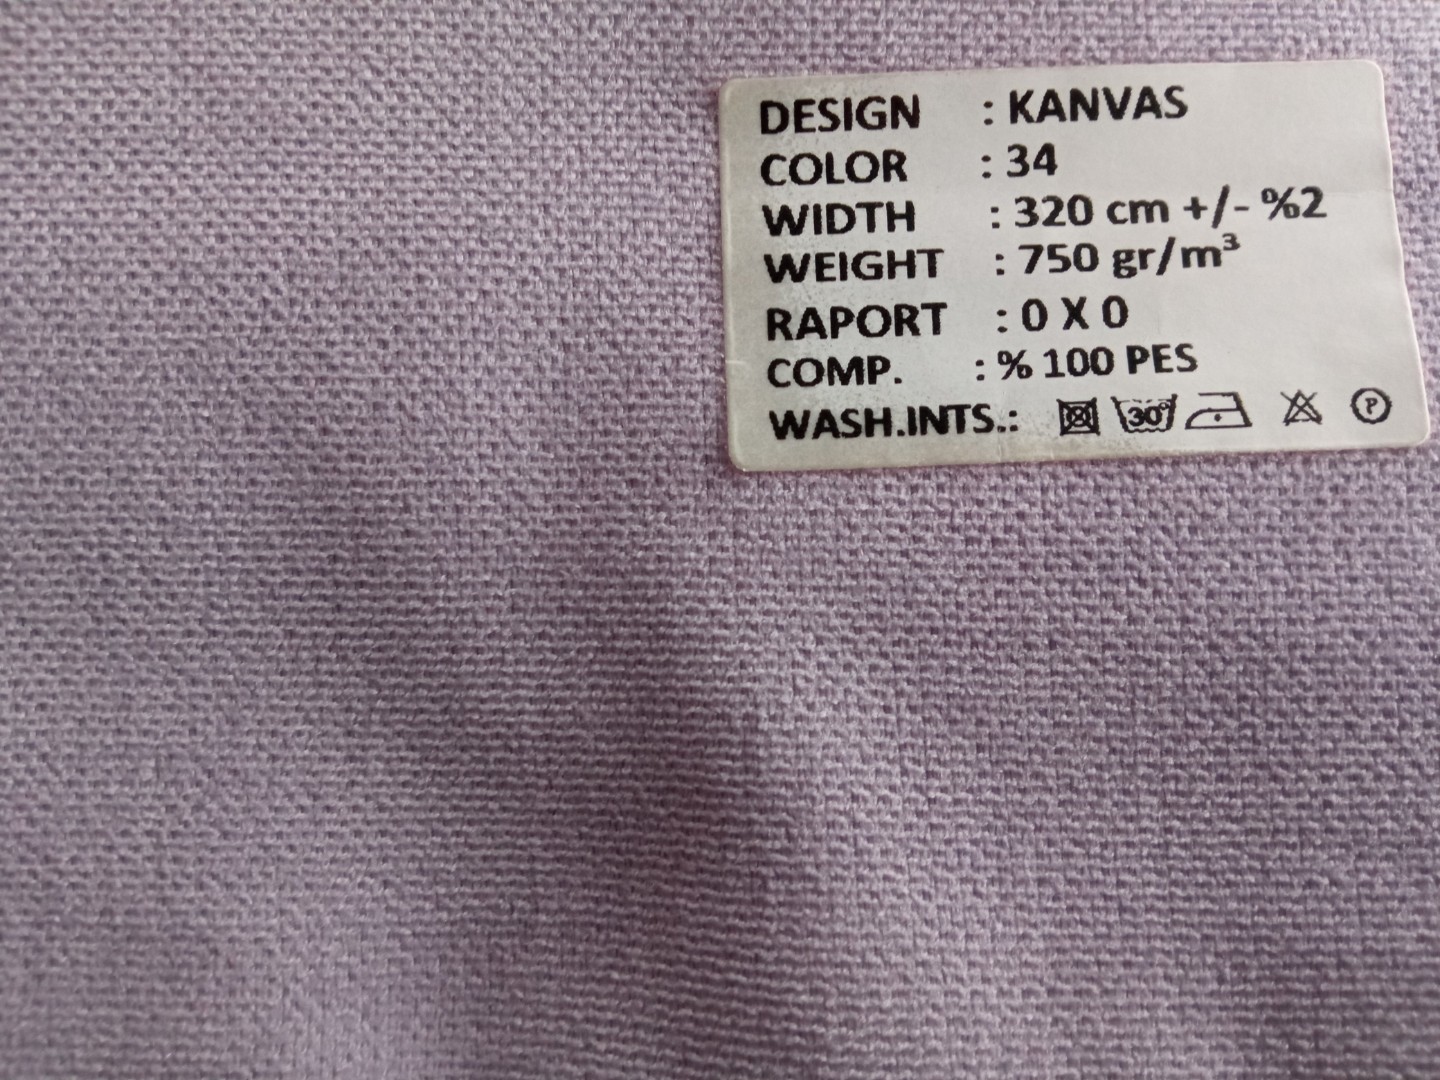 DESIGN : KANVAS
COLOR : 34
WIDTH : 320 cm +/- %2
WEIGHT : 750 gr/m³
RAPORT : 0 X 0
COMP. : % 100 PES
WASH.INTS.: 30° P